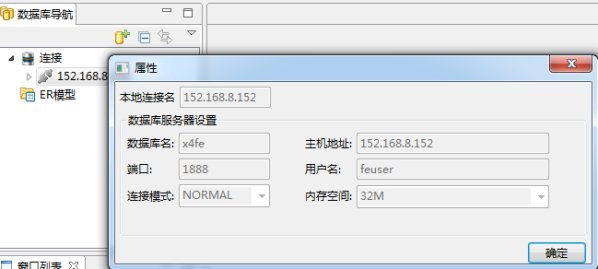 数据库导航
连接
152.168.8
ER模型
属性
本地连接名 152.168.8.152
数据库服务器设置
数据库名: x4fe 主机地址: 152.168.8.152
端口: 1888 用户名: feuser
连接模式: NORMAL 内存空间: 32M
确定
窗口列表